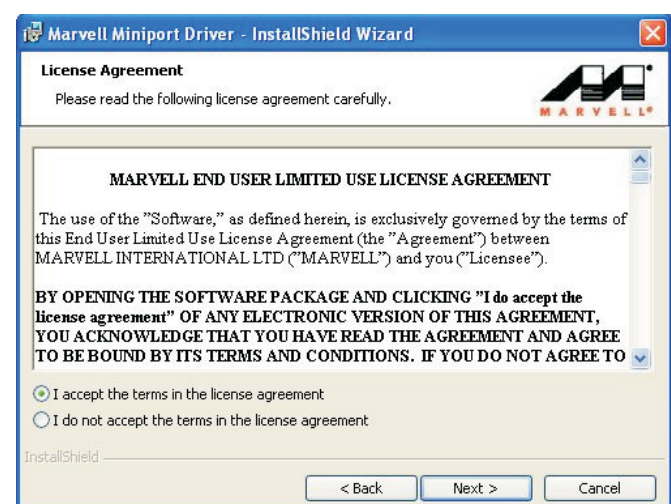 Marvell Miniport Driver - InstallShield Wizard
License Agreement
Please read the following license agreement carefully.
MARVELL®
MARVELL END USER LIMITED USE LICENSE AGREEMENT
The use of the "Software," as defined herein, is exclusively governed by the terms of
this End User Limited Use License Agreement (the "Agreement") between
MARVELL INTERNATIONAL LTD ("MARVELL") and you ("Licensee").
BY OPENING THE SOFTWARE PACKAGE AND CLICKING "I do accept the
license agreement" OF ANY ELECTRONIC VERSION OF THIS AGREEMENT,
YOU ACKNOWLEDGE THAT YOU HAVE READ THE AGREEMENT AND AGREE
TO BE BOUND BY ITS TERMS AND CONDITIONS. IF YOU DO NOT AGREE TO
I accept the terms in the license agreement
I do not accept the terms in the license agreement
InstallShield
< Back Next > Cancel